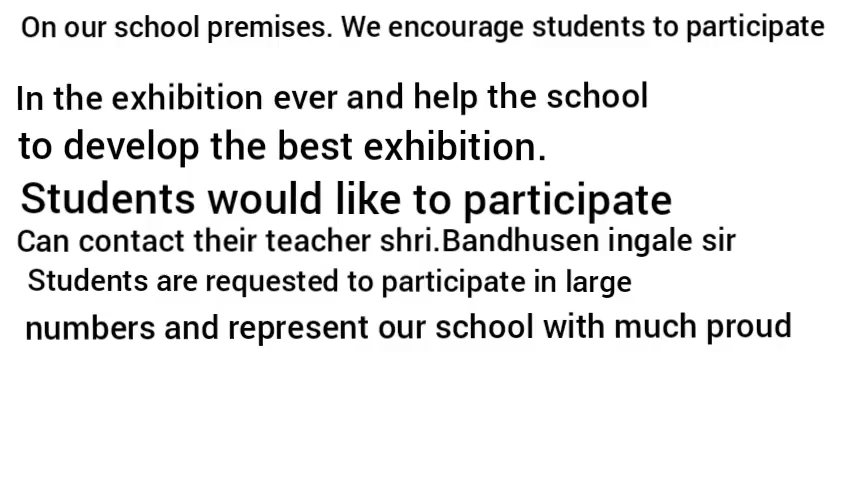 On our school premises. We encourage students to participate
In the exhibition ever and help the school
to develop the best exhibition.
Students would like to participate
Can contact their teacher shri.Bandhusen ingale sir
Students are requested to participate in large
numbers and represent our school with much proud